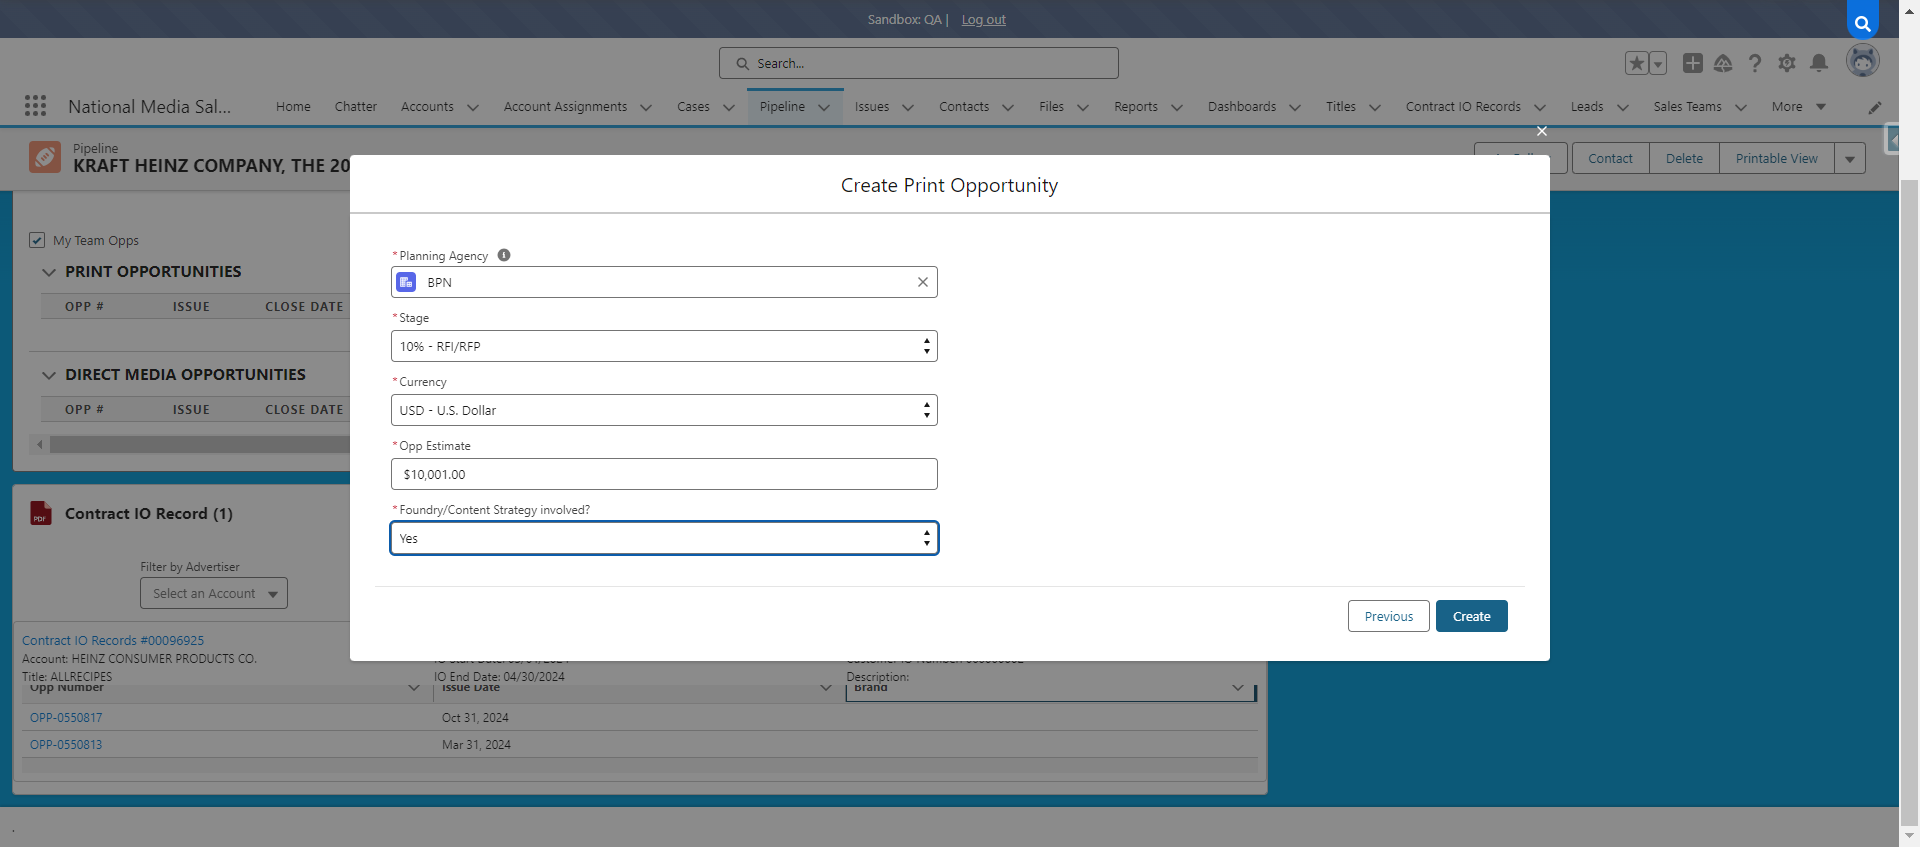 Sandbox: QA | Log out
Search...
National Media Sal... Home Chatter Accounts Account Assignments Cases Pipeline Issues Contacts Files Reports Dashboards Titles Contract IO Records Leads Sales Teams More
Pipeline
KRAFT HEINZ COMPANY, THE 20
Contact Delete Printable View
Create Print Opportunity
My Team Opps
PRINT OPPORTUNITIES
OPP # ISSUE CLOSE DATE
DIRECT MEDIA OPPORTUNITIES
OPP # ISSUE CLOSE DATE
*Planning Agency
BPN
*Stage
10% - RFI/RFP
*Currency
USD - U.S. Dollar
*Opp Estimate
$10,001.00
*Foundry/Content Strategy involved?
Yes
Previous Create
PDF
Contract IO Record (1)
Filter by Advertiser
Select an Account
Contract IO Records #00096925
Account: HEINZ CONSUMER PRODUCTS CO.
Title: ALLRECIPES IO End Date: 04/30/2024 Description:
Opp Number Issue Date Brand
OPP-0550817 Oct 31, 2024
OPP-0550813 Mar 31, 2024
.